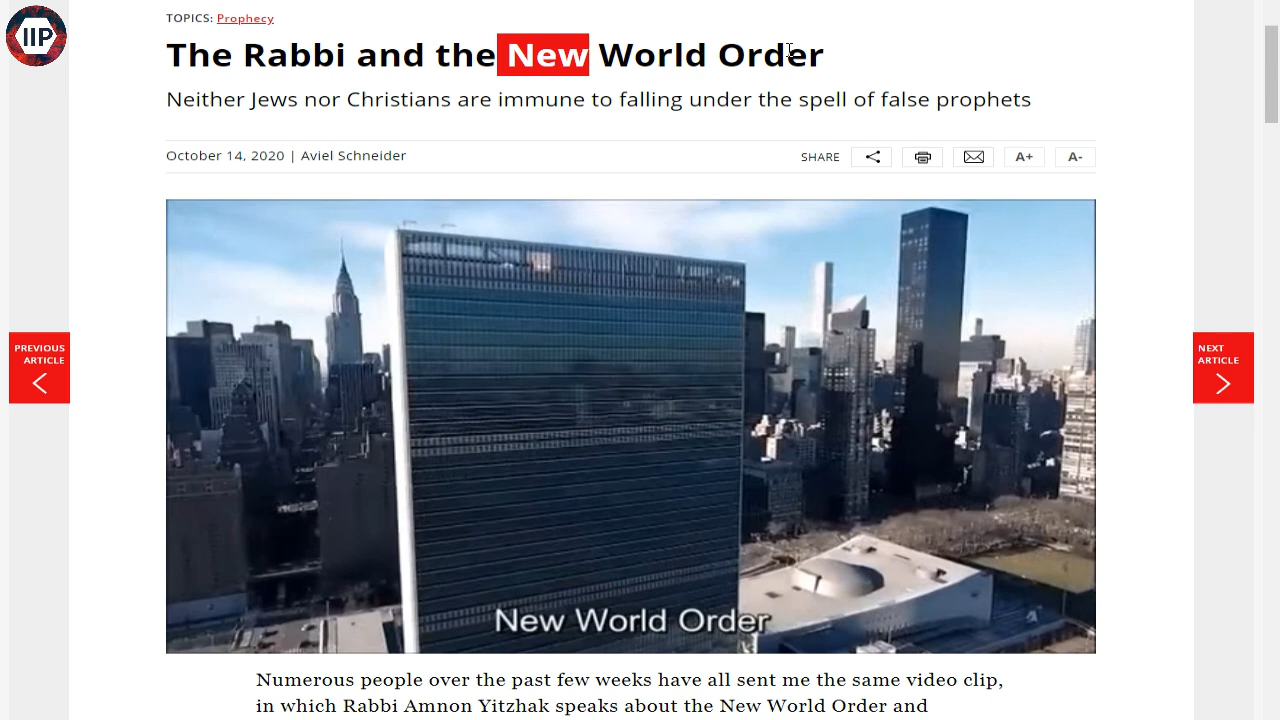 IIP
TOPICS: Prophecy
The Rabbi and the New World Order
Neither Jews nor Christians are immune to falling under the spell of false prophets
October 14, 2020 | Aviel Schneider
SHARE
A+
A-
PREVIOUS
ARTICLE
NEXT
ARTICLE
New World Order
Numerous people over the past few weeks have all sent me the same video clip,
in which Rabbi Amnon Yitzhak speaks about the New World Order and